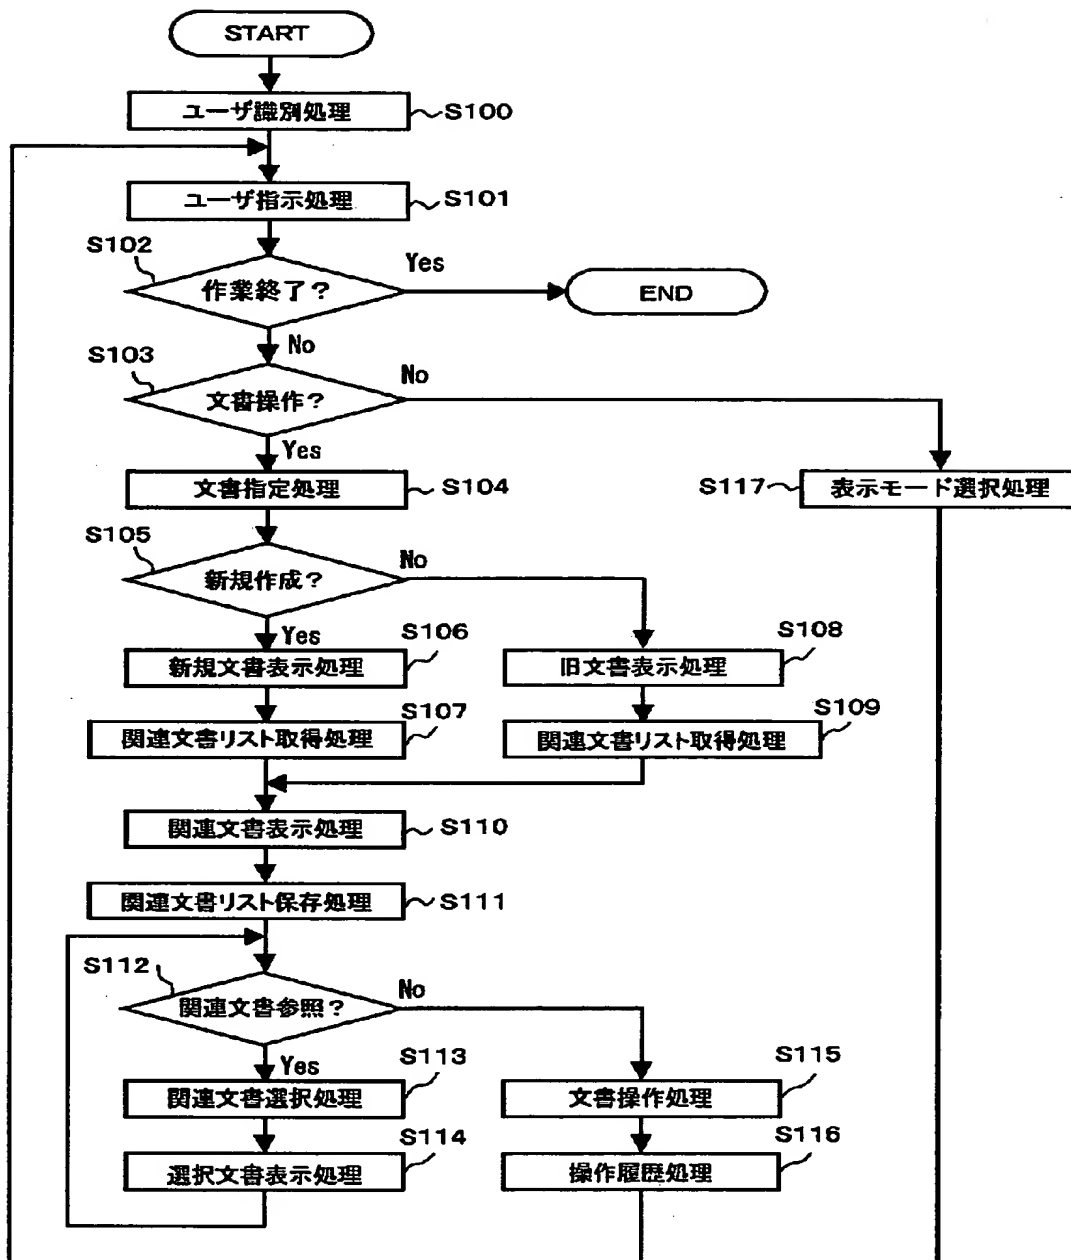 START
ユーザ識別処理 S100
ユーザ指示処理 S101
S102
作業終了? Yes
END
No
S103
文書操作? No
Yes
文書指定処理 S104
S117 表示モード選択処理
S105
新規作成? No
Yes
S106
新規文書表示処理
S108
旧文書表示処理
S107
関連文書リスト取得処理
S109
関連文書リスト取得処理
関連文書表示処理 S110
関連文書リスト保存処理 S111
S112
関連文書参照? No
Yes
S113
関連文書選択処理
S115
文書操作処理
S114
選択文書表示処理
S116
操作履歴処理